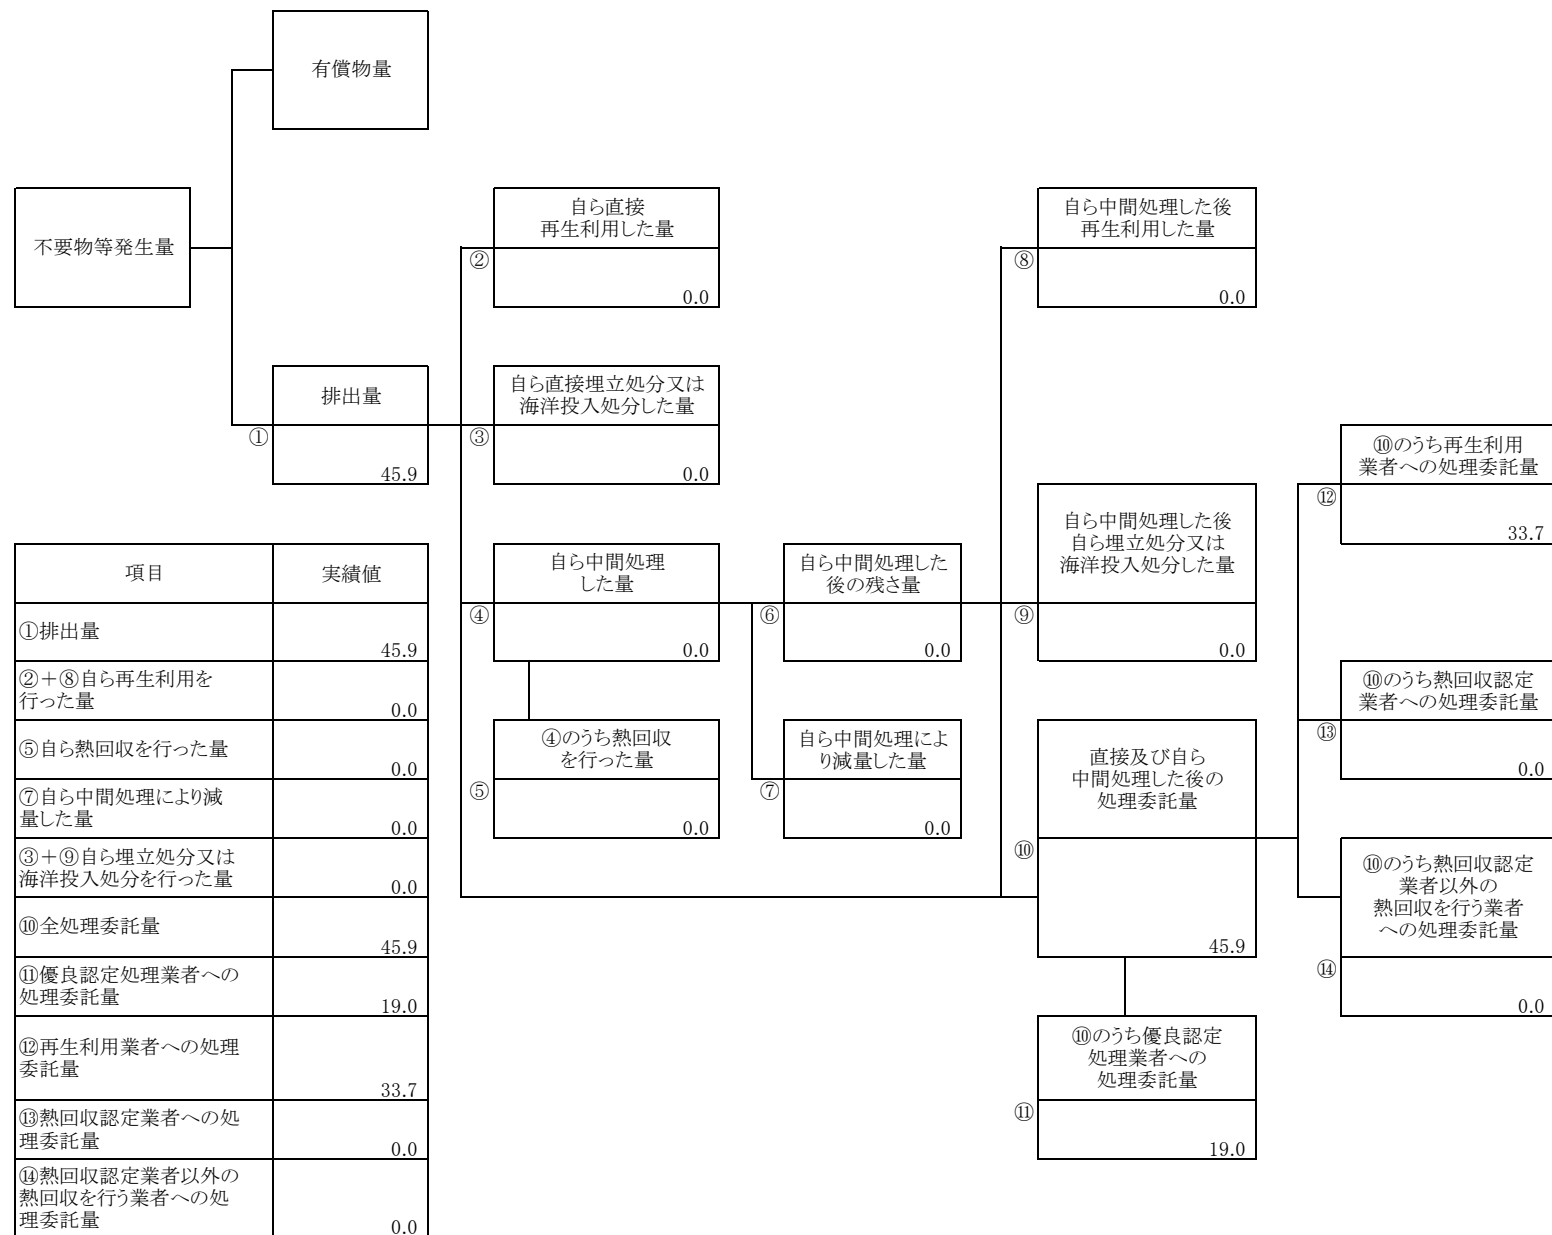 有償物量
不要物等発生量
自ら直接
再生利用した量
②
0.0
自ら中間処理した後
再生利用した量
⑧
0.0
排出量
①
45.9
自ら直接埋立処分又は
海洋投入処分した量
③
0.0
⑩のうち再生利用
業者への処理委託量
⑫
33.7
自ら中間処理
した量
④
0.0
自ら中間処理した
後の残さ量
⑥
0.0
自ら中間処理した後
自ら埋立処分又は
海洋投入処分した量
⑨
0.0
⑩のうち熱回収認定
業者への処理委託量
⑬
0.0
④のうち熱回収
を行った量
⑤
0.0
自ら中間処理によ
り減量した量
⑦
0.0
直接及び自ら
中間処理した後の
処理委託量
⑩
45.9
⑩のうち熱回収認定
業者以外の
熱回収を行う業者
への処理委託量
⑭
0.0
⑩のうち優良認定
処理業者への
処理委託量
⑪
19.0
項目
実績値
①排出量
45.9
②＋⑧自ら再生利用を
行った量
0.0
⑤自ら熱回収を行った量
0.0
⑦自ら中間処理により減
量した量
0.0
③＋⑨自ら埋立処分又は
海洋投入処分を行った量
0.0
⑩全処理委託量
45.9
⑪優良認定処理業者への
処理委託量
19.0
⑫再生利用業者への処理
委託量
33.7
⑬熱回収認定業者への処
理委託量
0.0
⑭熱回収認定業者以外の
熱回収を行う業者への処
理委託量
0.0